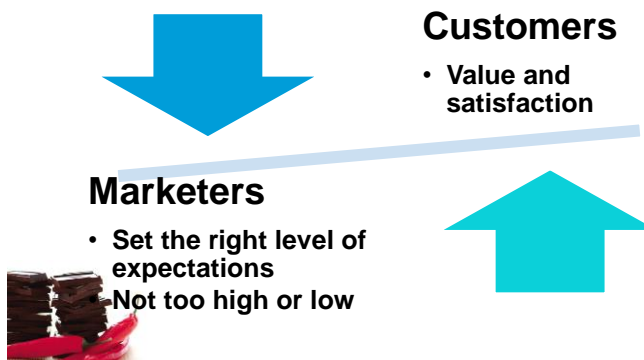 Customers
• Value and
satisfaction
Marketers
• Set the right level of
expectations
• Not too high or low